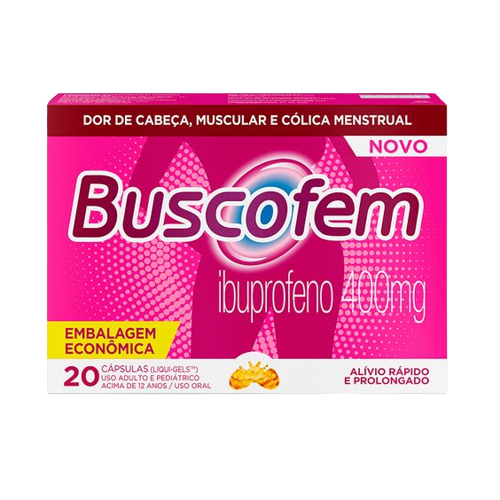 DOR DE CABEÇA, MUSCULAR E CÓLICA MENSTRUAL
NOVO
Buscofem
ibuprofeno 400mg
EMBALAGEM
ECONÔMICA
20 CÁPSULAS (LIQUI-GELS™)
USO ADULTO E PEDIÁTRICO
ACIMA DE 12 ANOS / USO ORAL
ALÍVIO RÁPIDO
E PROLONGADO